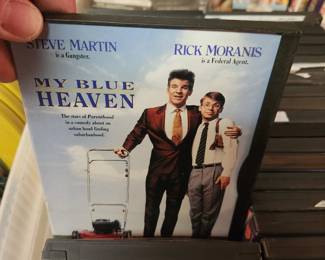 STEVE MARTIN
is a Gangster.
RICK MORANIS
is a Federal Agent.
MY BLUE
HEAVEN
The stars of Parenthood
in a comedy about an
urban hood finding
suburbanhood.